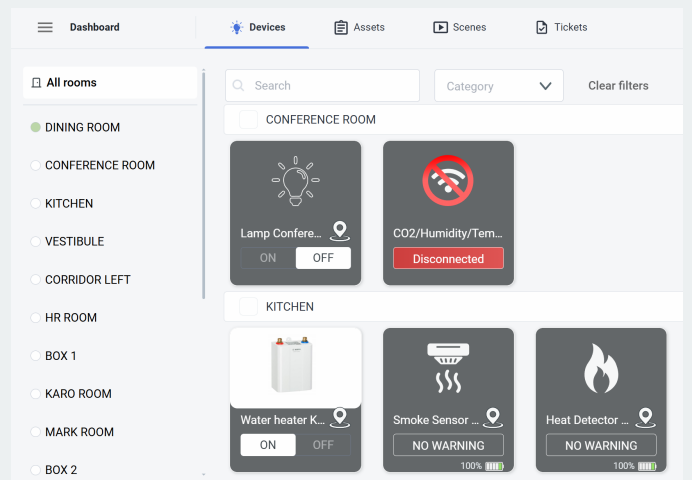 Dashboard
Devices
Assets
Scenes
Tickets
All rooms
DINING ROOM
CONFERENCE ROOM
KITCHEN
VESTIBULE
CORRIDOR LEFT
HR ROOM
BOX 1
KARO ROOM
MARK ROOM
BOX 2
Search
Category
Clear filters
CONFERENCE ROOM
Lamp Confere...
ON OFF
CO2/Humidity/Tem...
Disconnected
KITCHEN
Water heater K...
ON OFF
Smoke Sensor ...
NO WARNING
100%
Heat Detector ...
NO WARNING
100%